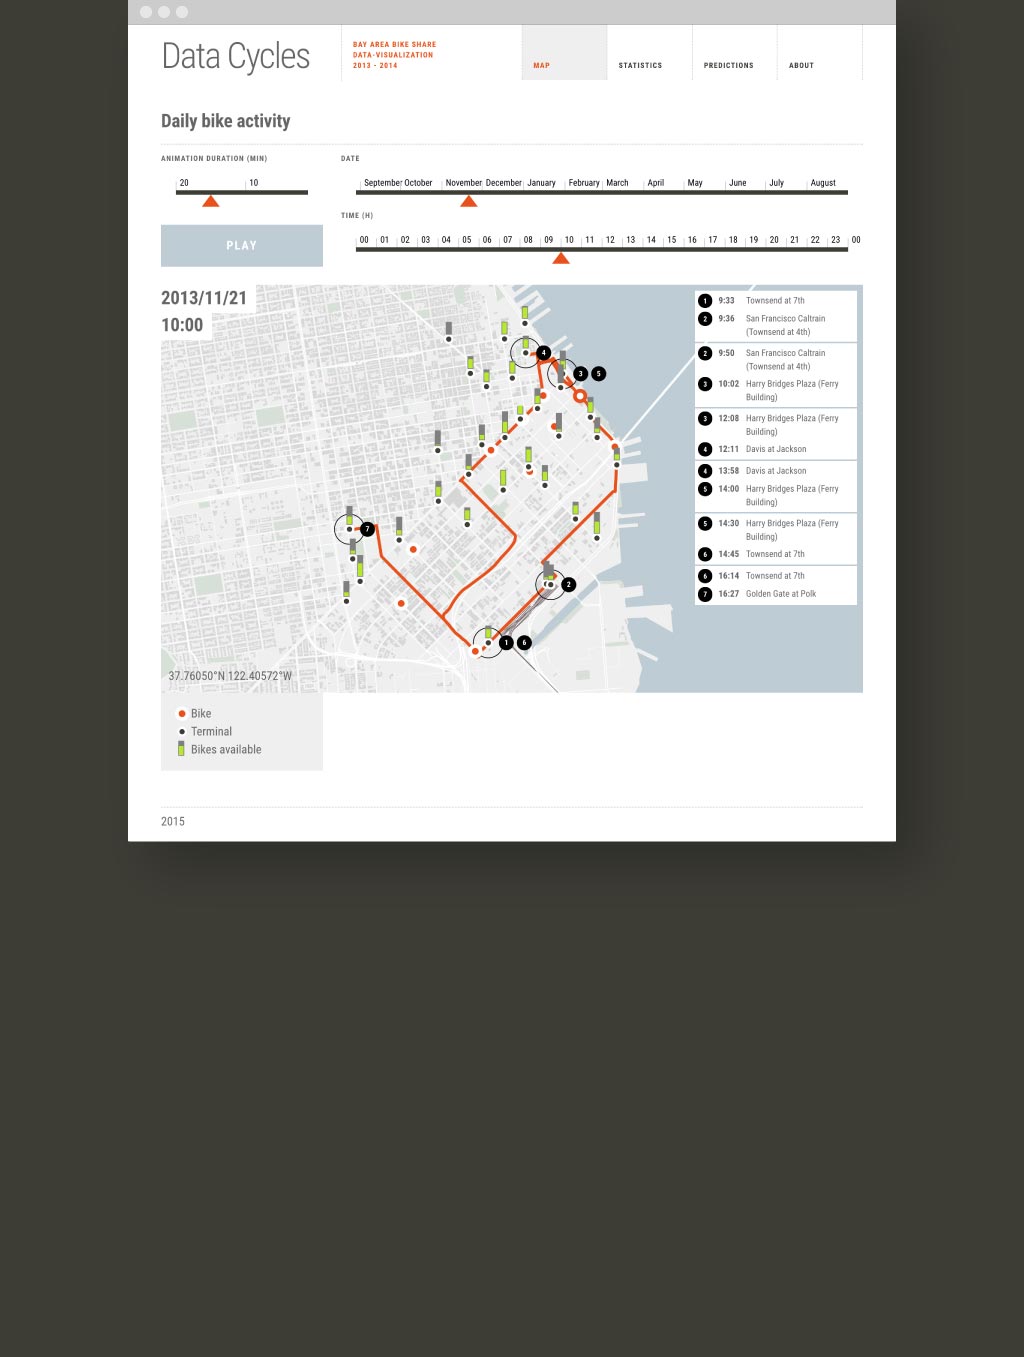 Data Cycles
BAY AREA BIKE SHARE
DATA-VISUALIZATION
2013 - 2014
MAP
STATISTICS
PREDICTIONS
ABOUT
Daily bike activity
ANIMATION DURATION (MIN)
20 10
PLAY
DATE
September October November December January February March April May June July August
TIME (H)
00 01 02 03 04 05 06 07 08 09 10 11 12 13 14 15 16 17 18 19 20 21 22 23 00
2013/11/21
10:00
4
3 5
7
2
1 6
37.76050°N 122.40572°W
1 9:33 Townsend at 7th
2 9:36 San Francisco Caltrain
(Townsend at 4th)
2 9:50 San Francisco Caltrain
(Townsend at 4th)
3 10:02 Harry Bridges Plaza (Ferry
Building)
3 12:08 Harry Bridges Plaza (Ferry
Building)
4 12:11 Davis at Jackson
4 13:58 Davis at Jackson
5 14:00 Harry Bridges Plaza (Ferry
Building)
5 14:30 Harry Bridges Plaza (Ferry
Building)
6 14:45 Townsend at 7th
6 16:14 Townsend at 7th
7 16:27 Golden Gate at Polk
Bike
Terminal
Bikes available
2015